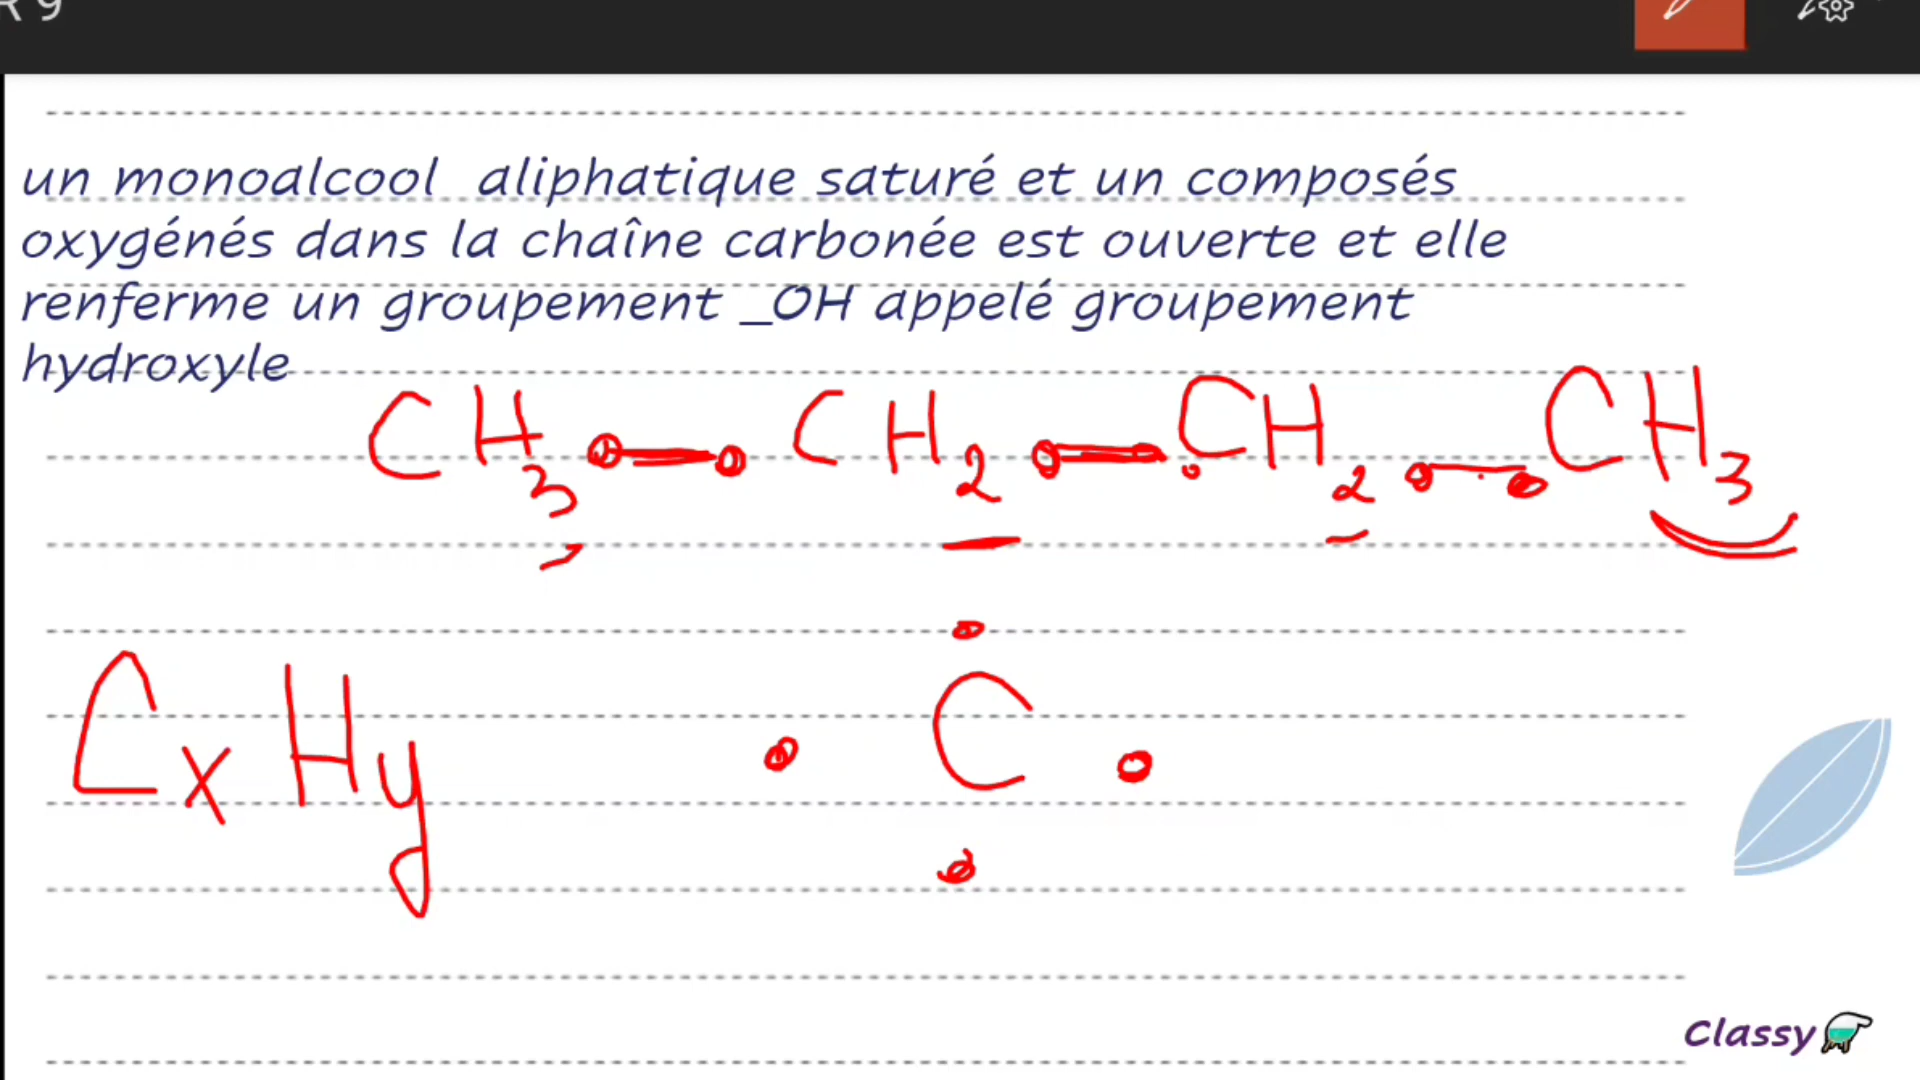 R 9
un monoalcool aliphatique saturé et un composés
oxygénés dans la chaîne carbonée est ouverte et elle
renferme un groupement _OH appelé groupement
hydroxyle
CH3 — CH2 — CH2 — CH3
CxHy
C
Classy